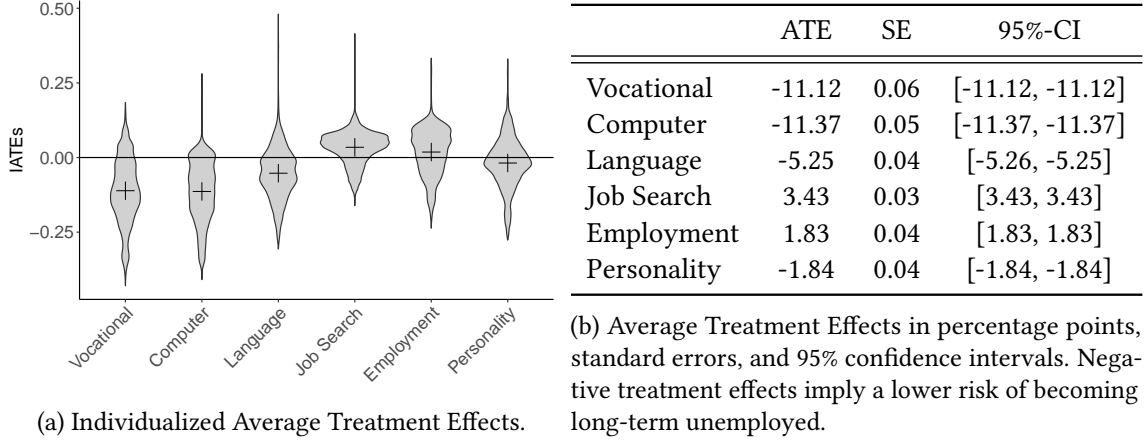 0.50
0.25
0.00
−0.25
IATEs
Vocational
Computer
Language
Job Search
Employment
Personality
(a) Individualized Average Treatment Effects.
ATE SE 95%-CI
Vocational -11.12 0.06 [-11.12, -11.12]
Computer -11.37 0.05 [-11.37, -11.37]
Language -5.25 0.04 [-5.26, -5.25]
Job Search 3.43 0.03 [3.43, 3.43]
Employment 1.83 0.04 [1.83, 1.83]
Personality -1.84 0.04 [-1.84, -1.84]
(b) Average Treatment Effects in percentage points,
standard errors, and 95% confidence intervals. Nega-
tive treatment effects imply a lower risk of becoming
long-term unemployed.